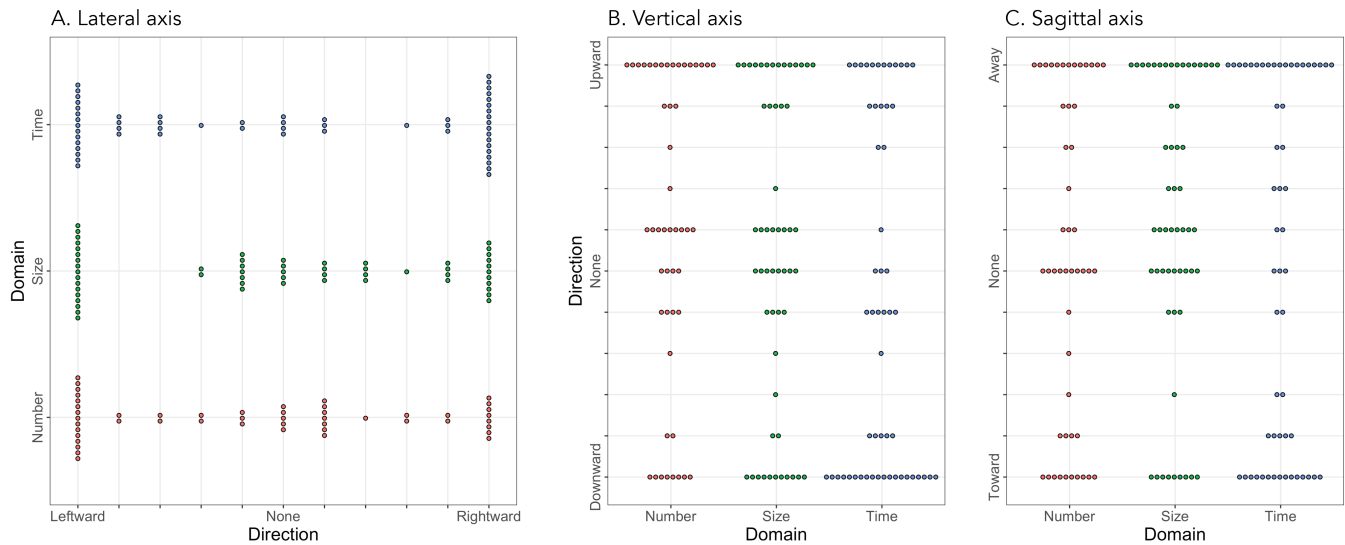 A. Lateral axis
Domain
Time
Size
Number
Leftward None Rightward
Direction
B. Vertical axis
Direction
Upward
None
Downward
Number Size Time
Domain
C. Sagittal axis
Away
None
Toward
Number Size Time
Domain